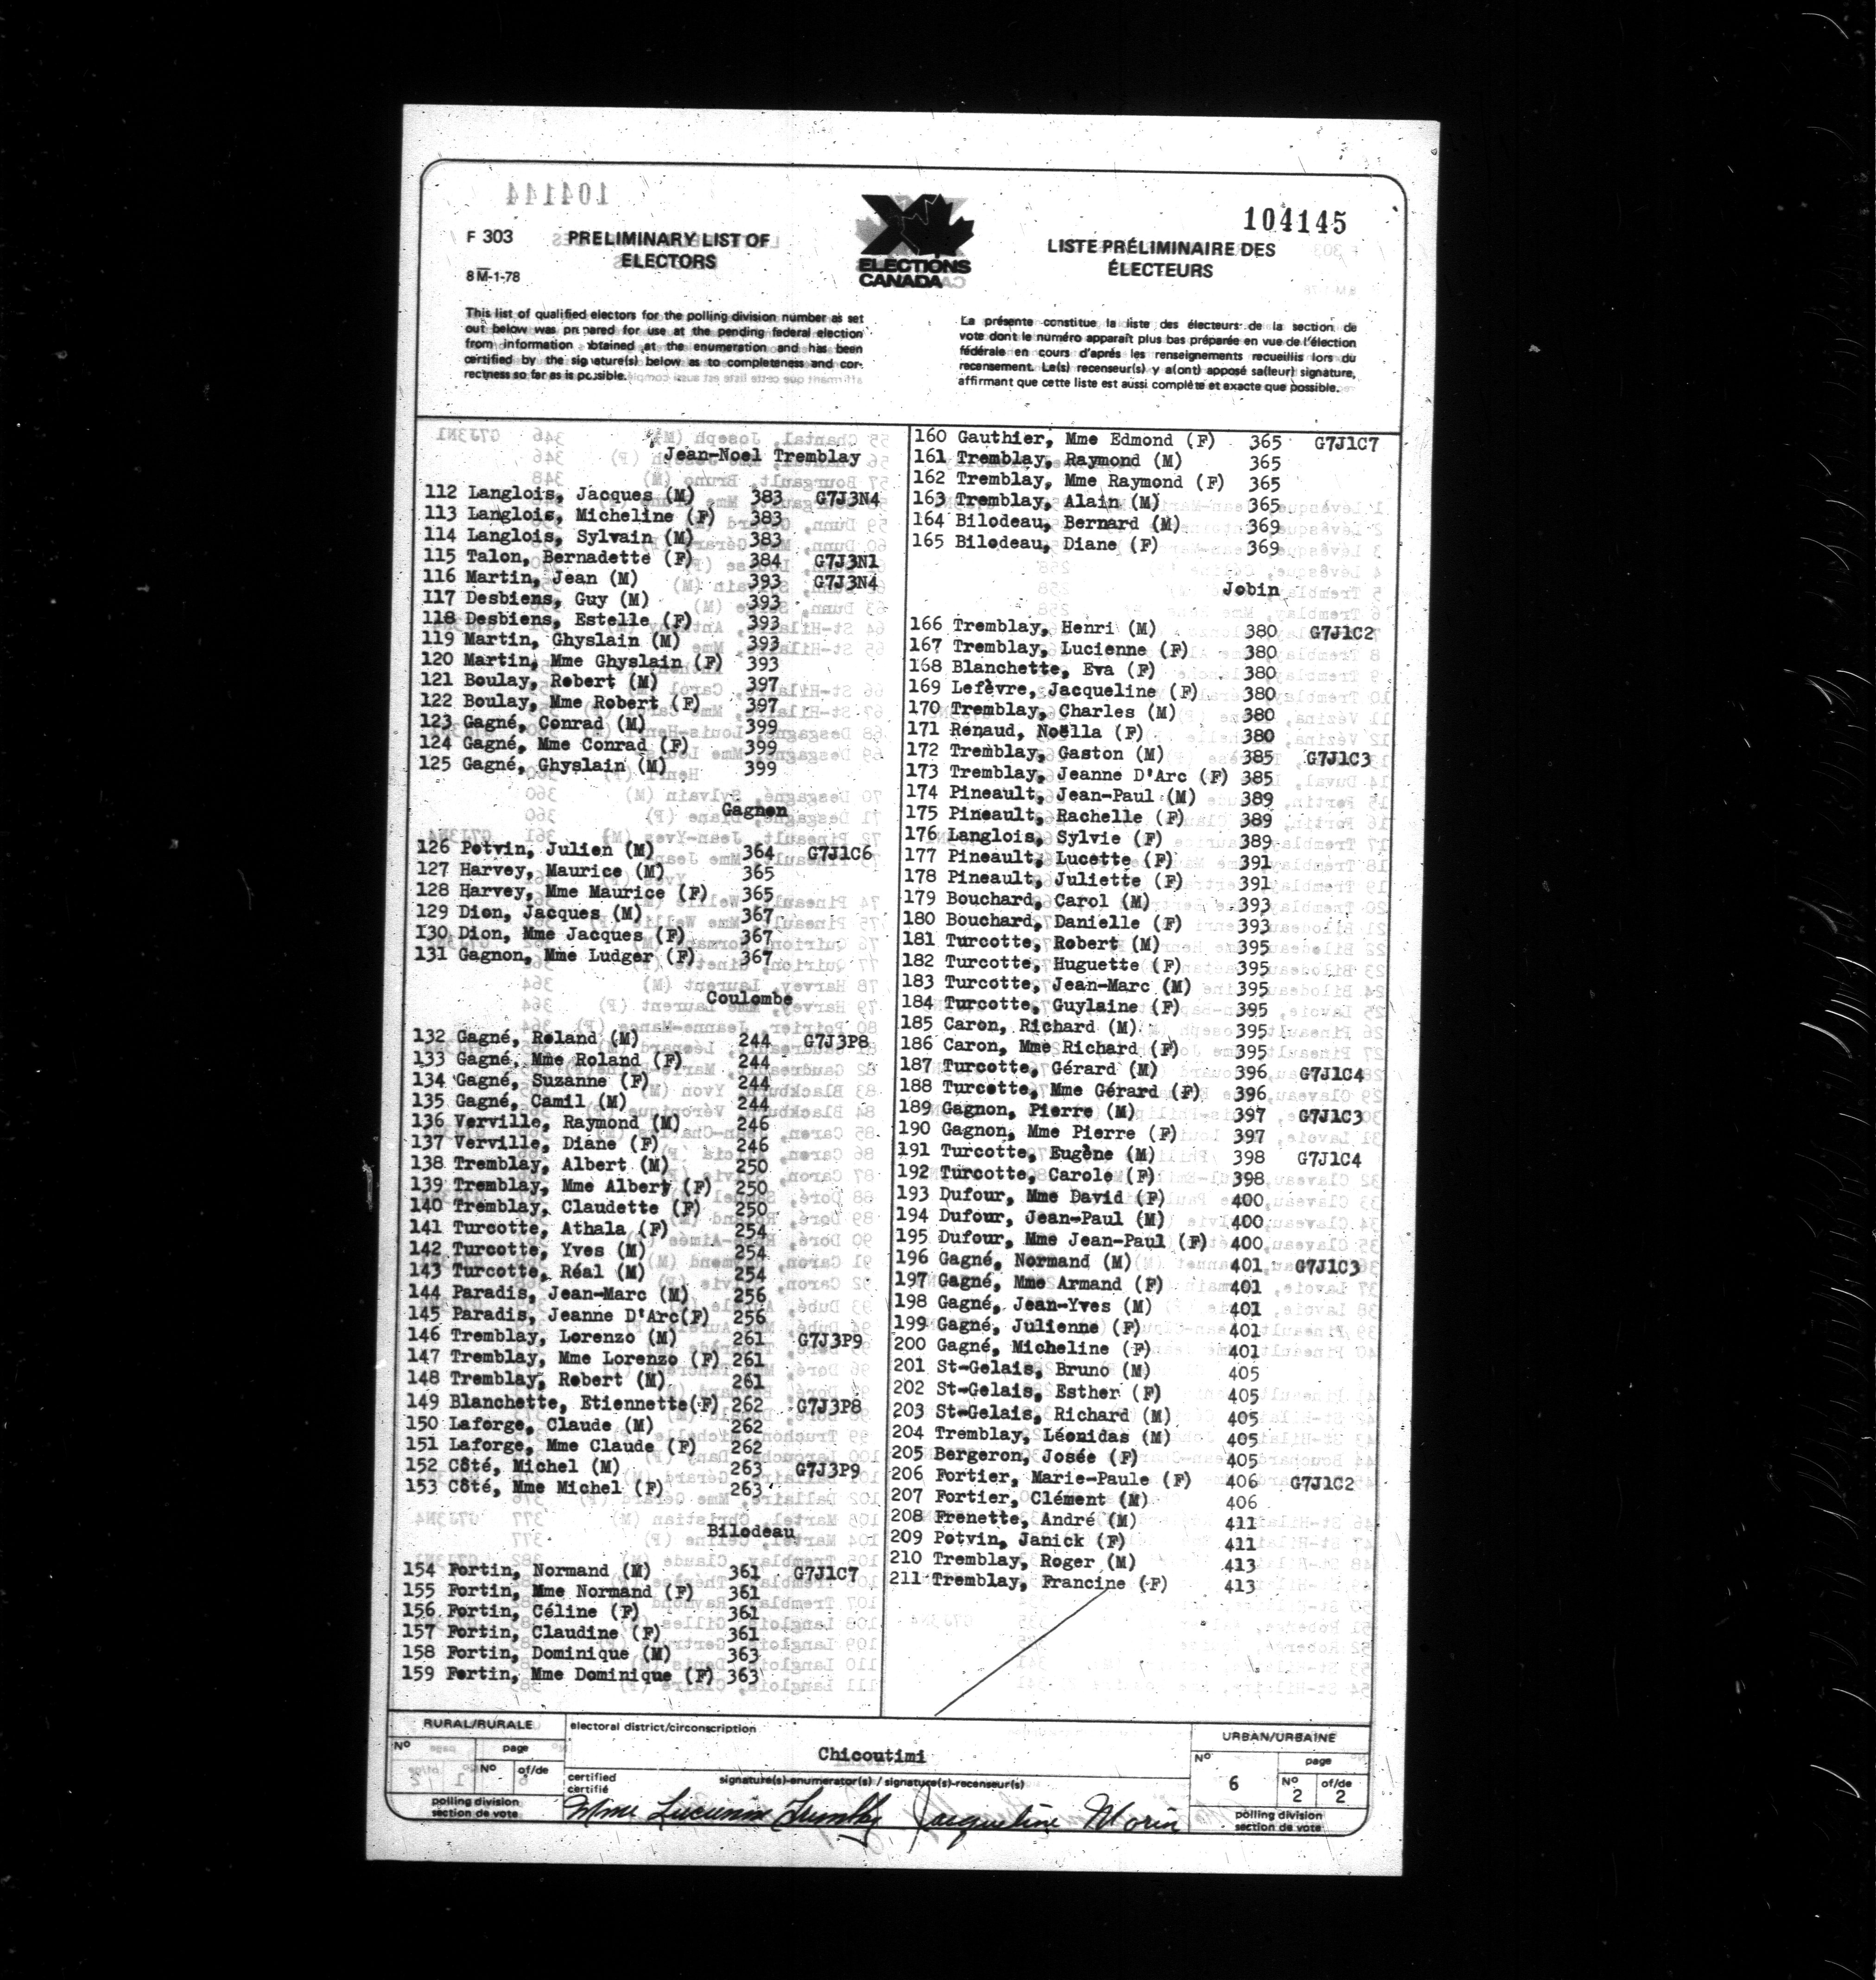 104145
F 303
8M-1-78
PRELIMINARY LIST OF
ELECTORS
ELECTIONS
CANADA
LISTE PRÉLIMINAIRE DES
ÉLECTEURS
This list of qualified electors for the polling division number as set
out below was prepared for use at the pending federal election
from information obtained at the enumeration and has been
certified by the signature(s) below as to completeness and cor-
rectness so far as is possible.
La présente constitue la liste des électeurs de la section de
vote dont le numéro apparaît plus bas préparée en vue de l'élection
fédérale en cours d'aprés les renseignements recueillis lors du
recensement. Le(s) recenseur(s) y a(ont) apposé sa(leur) signature,
affirmant que cette liste est aussi complète et exacte que possible.
Jean-Noel Tremblay
112 Langlois, Jacques (M) 383 G7J3N4
113 Langlois, Micheline (F) 383
114 Langlois, Sylvain (M) 383
115 Talon, Bernadette (F) 384 G7J3N1
116 Martin, Jean (M) 393 G7J3N4
117 Desbiens, Guy (M) 393
118 Desbiens, Estelle (F) 393
119 Martin, Ghyslain (M) 393
120 Martin, Mme Ghyslain (F) 393
121 Boulay, Robert (M) 397
122 Boulay, Mme Robert (F) 397
123 Gagné, Conrad (M) 399
124 Gagné, Mme Conrad (F) 399
125 Gagné, Ghyslain (M) 399
Gagnon
126 Potvin, Julien (M) 364 G7J1C6
127 Harvey, Maurice (M) 365
128 Harvey, Mme Maurice (F) 365
129 Dion, Jacques (M) 367
130 Dion, Mme Jacques (F) 367
131 Gagnon, Mme Ludger (F) 367
Coulombe
132 Gagné, Roland (M) 244 G7J3P8
133 Gagné, Mme Roland (F) 244
134 Gagné, Suzanne (F) 244
135 Gagné, Camil (M) 244
136 Verville, Raymond (M) 246
137 Verville, Diane (F) 246
138 Tremblay, Albert (M) 250
139 Tremblay, Mme Albert (F) 250
140 Tremblay, Claudette (F) 250
141 Turcotte, Athala (F) 254
142 Turcotte, Yves (M) 254
143 Turcotte, Réal (M) 254
144 Paradis, Jean-Marc (M) 256
145 Paradis, Jeanne D'Arc(F) 256
146 Tremblay, Lorenzo (M) 261 G7J3P9
147 Tremblay, Mme Lorenzo (F) 261
148 Tremblay, Robert (M) 261
149 Blanchette, Etiennette(F) 262 G7J3P8
150 Laforge, Claude (M) 262
151 Laforge, Mme Claude (F) 262
152 Côté, Michel (M) 263 G7J3P9
153 Côté, Mme Michel (F) 263
Bilodeau
154 Fortin, Normand (M) 361 G7J1C7
155 Fortin, Mme Normand (F) 361
156 Fortin, Céline (F) 361
157 Fortin, Claudine (F) 361
158 Fortin, Dominique (M) 363
159 Fortin, Mme Dominique (F) 363
160 Gauthier, Mme Edmond (F) 365 G7J1C7
161 Tremblay, Raymond (M) 365
162 Tremblay, Mme Raymond (F) 365
163 Tremblay, Alain (M) 365
164 Bilodeau, Bernard (M) 369
165 Bilodeau, Diane (F) 369
Jobin
166 Tremblay, Henri (M) 380 G7J1C2
167 Tremblay, Lucienne (F) 380
168 Blanchette, Eva (F) 380
169 Lefèvre, Jacqueline (F) 380
170 Tremblay, Charles (M) 380
171 Renaud, Noëlla (F) 380
172 Tremblay, Gaston (M) 385 G7J1C3
173 Tremblay, Jeanne D'Arc (F) 385
174 Pineault, Jean-Paul (M) 389
175 Pineault, Rachelle (F) 389
176 Langlois, Sylvie (F) 389
177 Pineault, Lucette (F) 391
178 Pineault, Juliette (F) 391
179 Bouchard, Carol (M) 393
180 Bouchard, Danielle (F) 393
181 Turcotte, Robert (M) 395
182 Turcotte, Huguette (F) 395
183 Turcotte, Jean-Marc (M) 395
184 Turcotte, Guylaine (F) 395
185 Caron, Richard (M) 395
186 Caron, Mme Richard (F) 395
187 Turcotte, Gérard (M) 396 G7J1C4
188 Turcotte, Mme Gérard (F) 396
189 Gagnon, Pierre (M) 397 G7J1C3
190 Gagnon, Mme Pierre (F) 397
191 Turcotte, Eugène (M) 398 G7J1C4
192 Turcotte, Carole (F) 398
193 Dufour, Mme David (F) 400
194 Dufour, Jean-Paul (M) 400
195 Dufour, Mme Jean-Paul (F) 400
196 Gagné, Normand (M) 401 G7J1C3
197 Gagné, Mme Armand (F) 401
198 Gagné, Jean-Yves (M) 401
199 Gagné, Julienne (F) 401
200 Gagné, Micheline (F) 401
201 St-Gelais, Bruno (M) 405
202 St-Gelais, Esther (F) 405
203 St-Gelais, Richard (M) 405
204 Tremblay, Léonidas (M) 405
205 Bergeron, Josée (F) 405
206 Fortier, Marie-Paule (F) 406 G7J1C2
207 Fortier, Clément (M) 406
208 Frenette, André (M) 411
209 Potvin, Janick (F) 411
210 Tremblay, Roger (M) 413
211 Tremblay, Francine (F) 413
RURAL/RURALE
No page
No of/de
polling division
section de vote
electoral district/circonscription
Chicoutimi
certified
certifié
signature(s)-enumerator(s) / signature(s)-recenseur(s)
Mme Lucienne Tremblay Jacqueline Morin
URBAN/URBAINE
No 6
page
No 2 of/de 2
polling division
section de vote